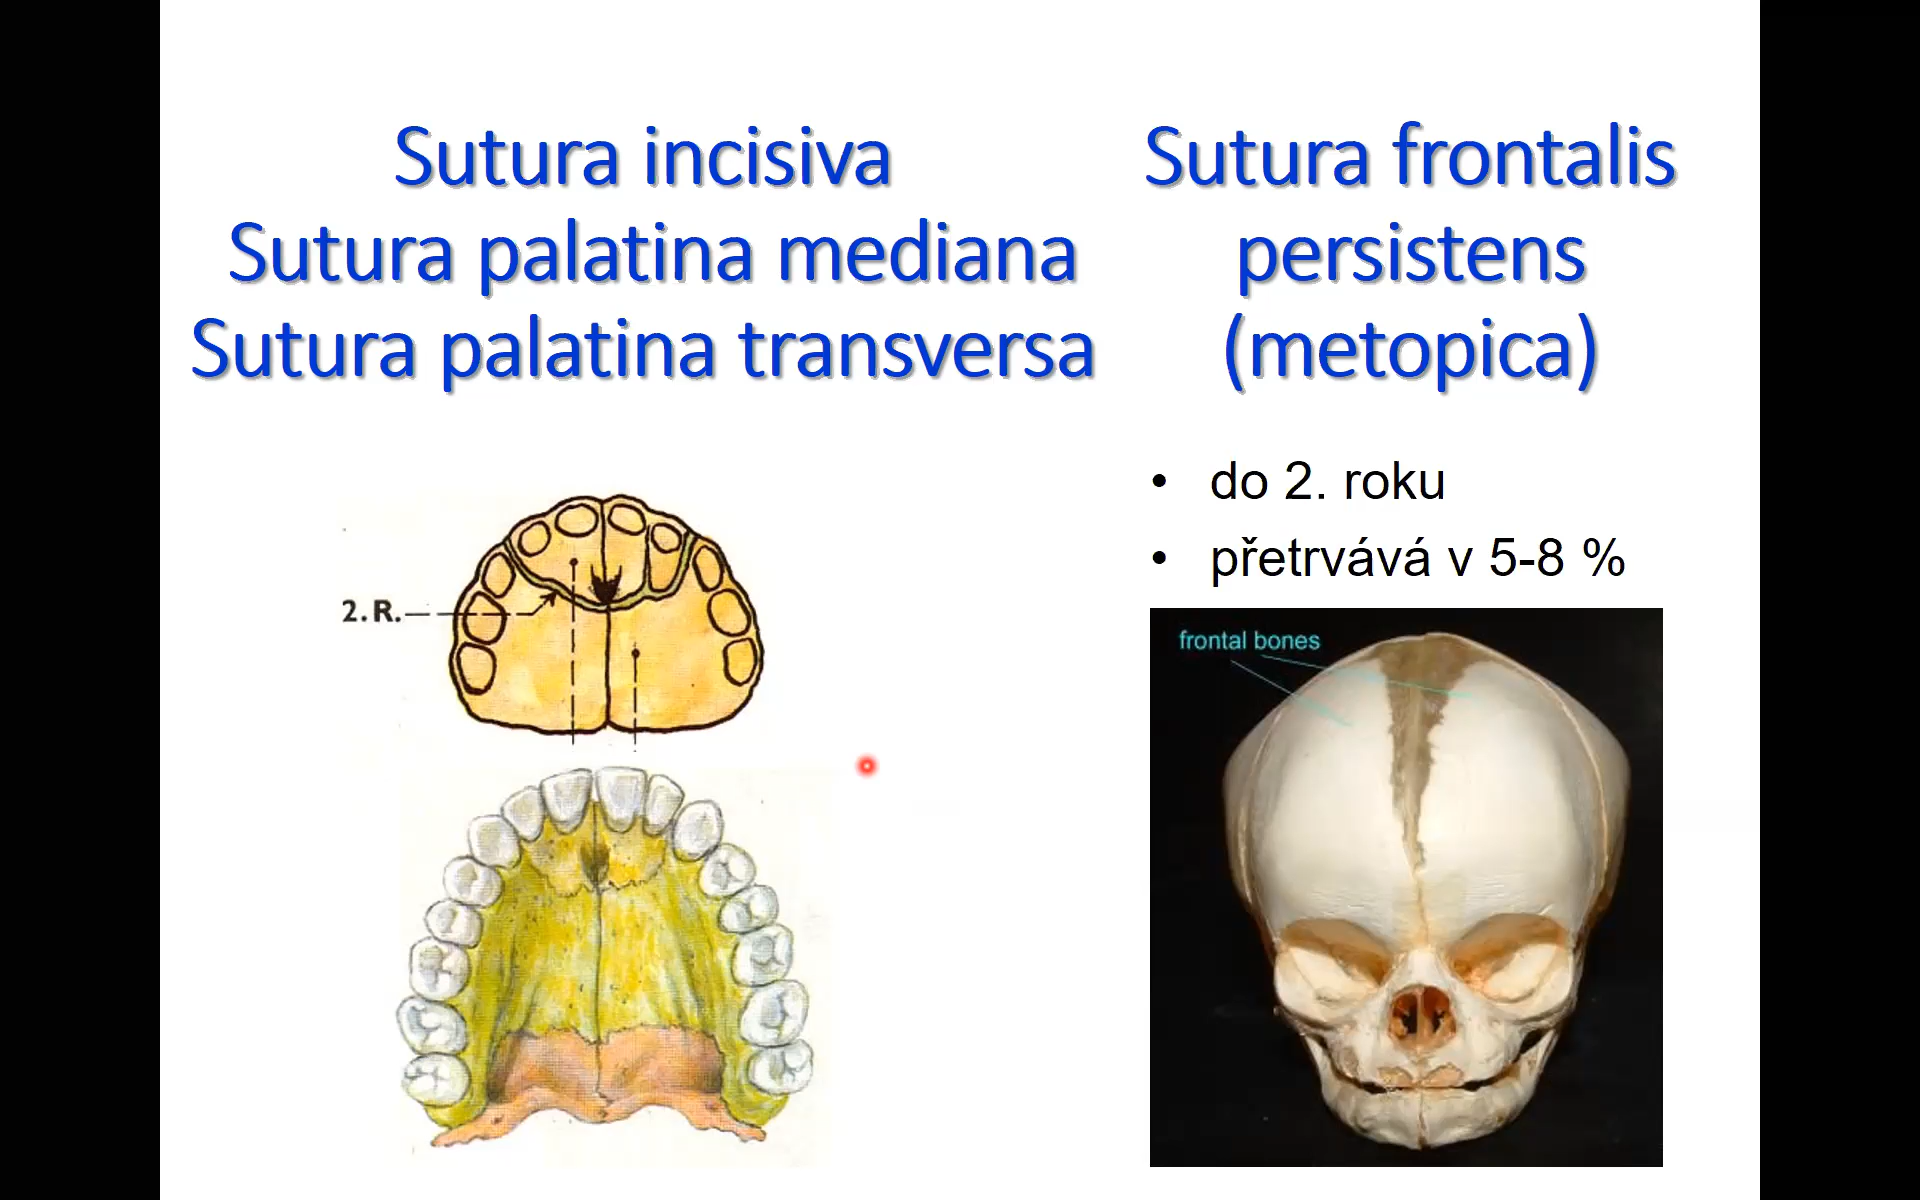 Sutura incisiva
Sutura palatina mediana
Sutura palatina transversa
Sutura frontalis
persistens
(metopica)
• do 2. roku
• přetrvává v 5-8 %
2. R.
frontal bones